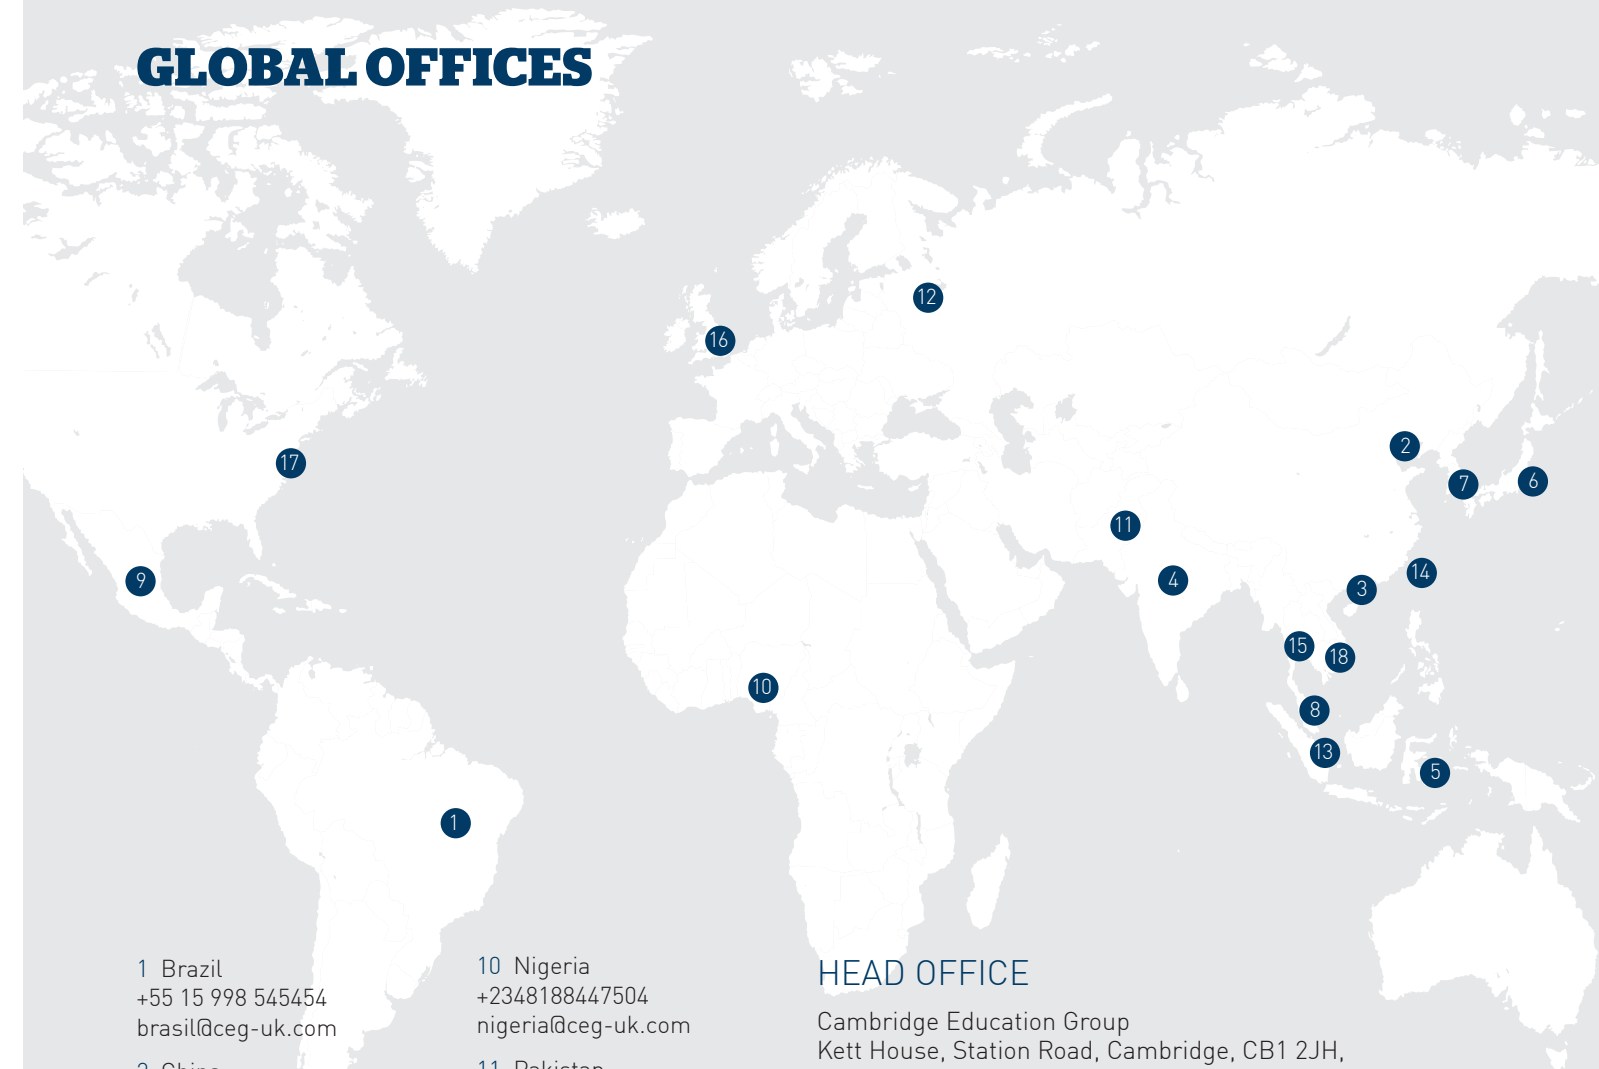 GLOBAL OFFICES
12
16
2
17
7
6
11
14
9
4
3
15
18
10
8
13
5
1
1 Brazil
+55 15 998 545454
brasil@ceg-uk.com
10 Nigeria
+2348188447504
nigeria@ceg-uk.com
11 Pakistan
HEAD OFFICE
Cambridge Education Group
Kett House, Station Road, Cambridge, CB1 2JH,